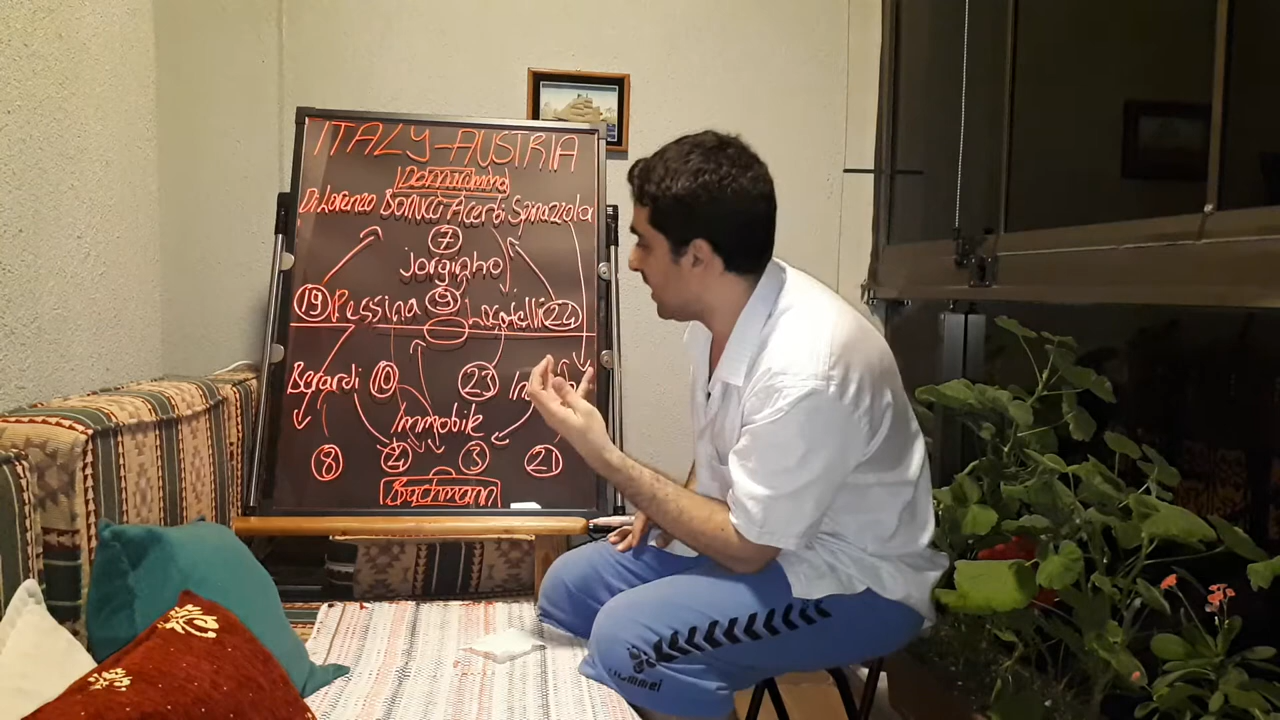 ITALY-AUSTRIA
Donnarumma
Di Lorenzo Bonucci Acerbi Spinazzola
7
Jorginho
19 Pessina 9 Locatelli 24
Berardi 10 23
Immobile
8 4 3 21
Bachmann
hummel